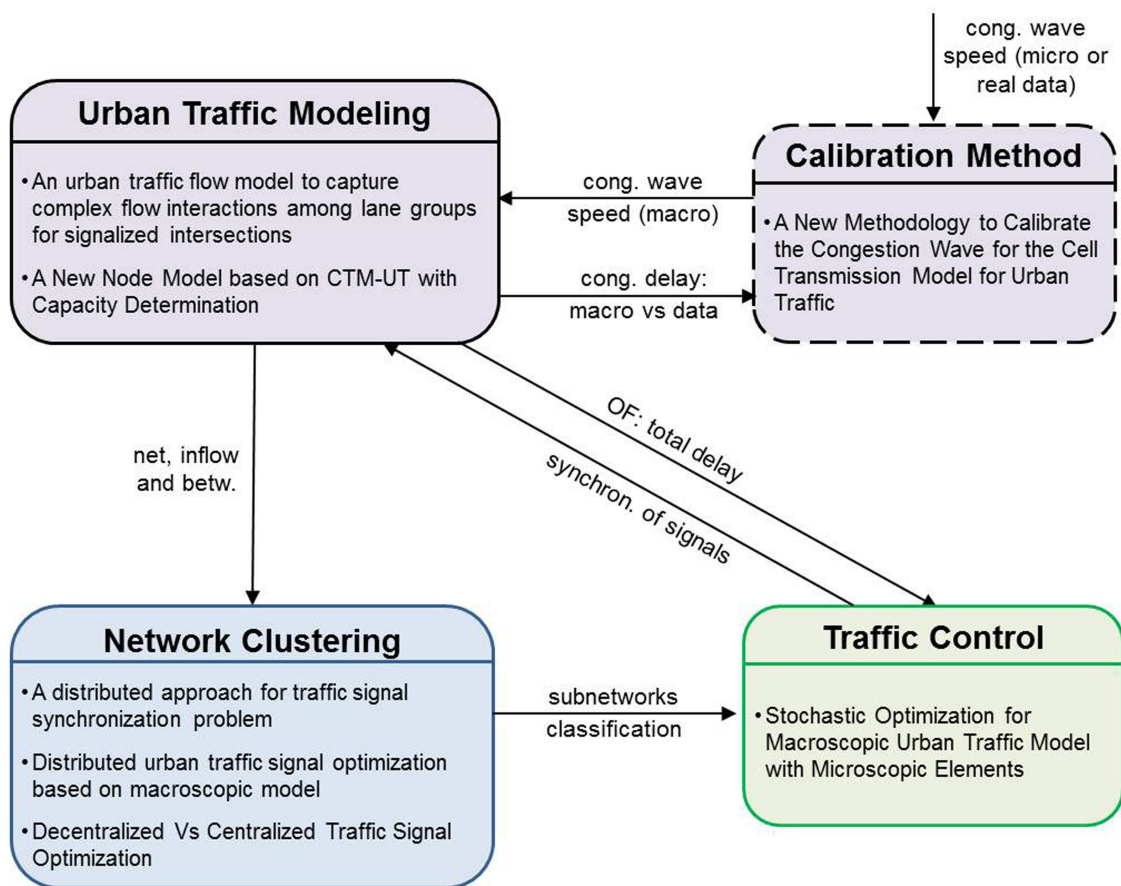 cong. wave
speed (micro or
real data)
Urban Traffic Modeling
•An urban traffic flow model to capture
complex flow interactions among lane groups
for signalized intersections
•A New Node Model based on CTM-UT with
Capacity Determination
cong. wave
speed (macro)
cong. delay:
macro vs data
Calibration Method
•A New Methodology to Calibrate
the Congestion Wave for the Cell
Transmission Model for Urban
Traffic
net, inflow
and betw.
OF: total delay
synchron. of signals
Network Clustering
•A distributed approach for traffic signal
synchronization problem
•Distributed urban traffic signal optimization
based on macroscopic model
•Decentralized Vs Centralized Traffic Signal
Optimization
subnetworks
classification
Traffic Control
•Stochastic Optimization for
Macroscopic Urban Traffic Model
with Microscopic Elements